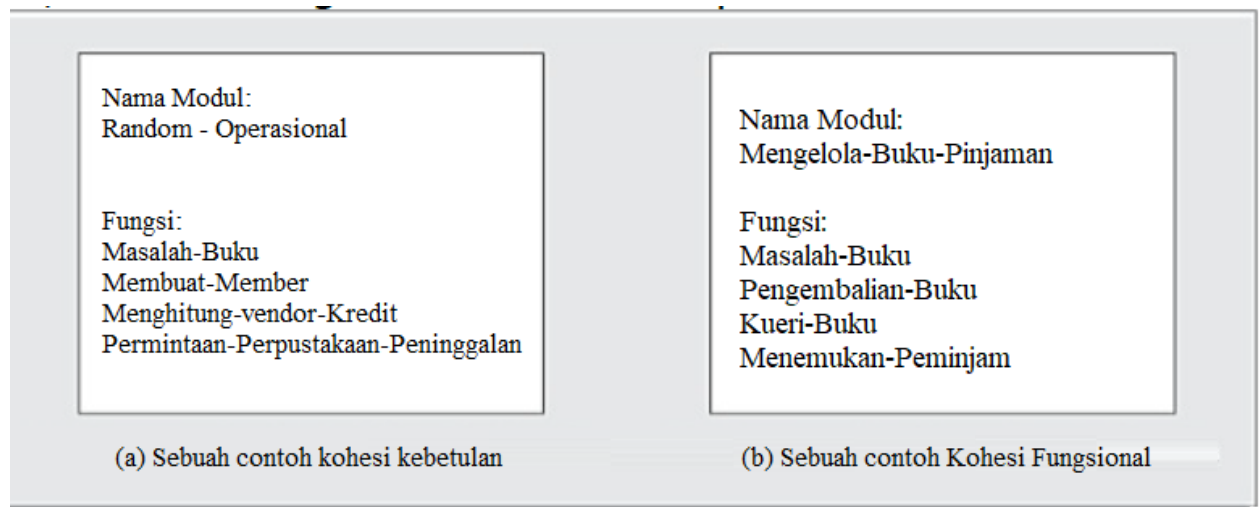 Nama Modul:
Random - Operasional
Fungsi:
Masalah-Buku
Membuat-Member
Menghitung-vendor-Kredit
Permintaan-Perpustakaan-Peninggalan
(a) Sebuah contoh kohesi kebetulan
Nama Modul:
Mengelola-Buku-Pinjaman
Fungsi:
Masalah-Buku
Pengembalian-Buku
Kueri-Buku
Menemukan-Peminjam
(b) Sebuah contoh Kohesi Fungsional